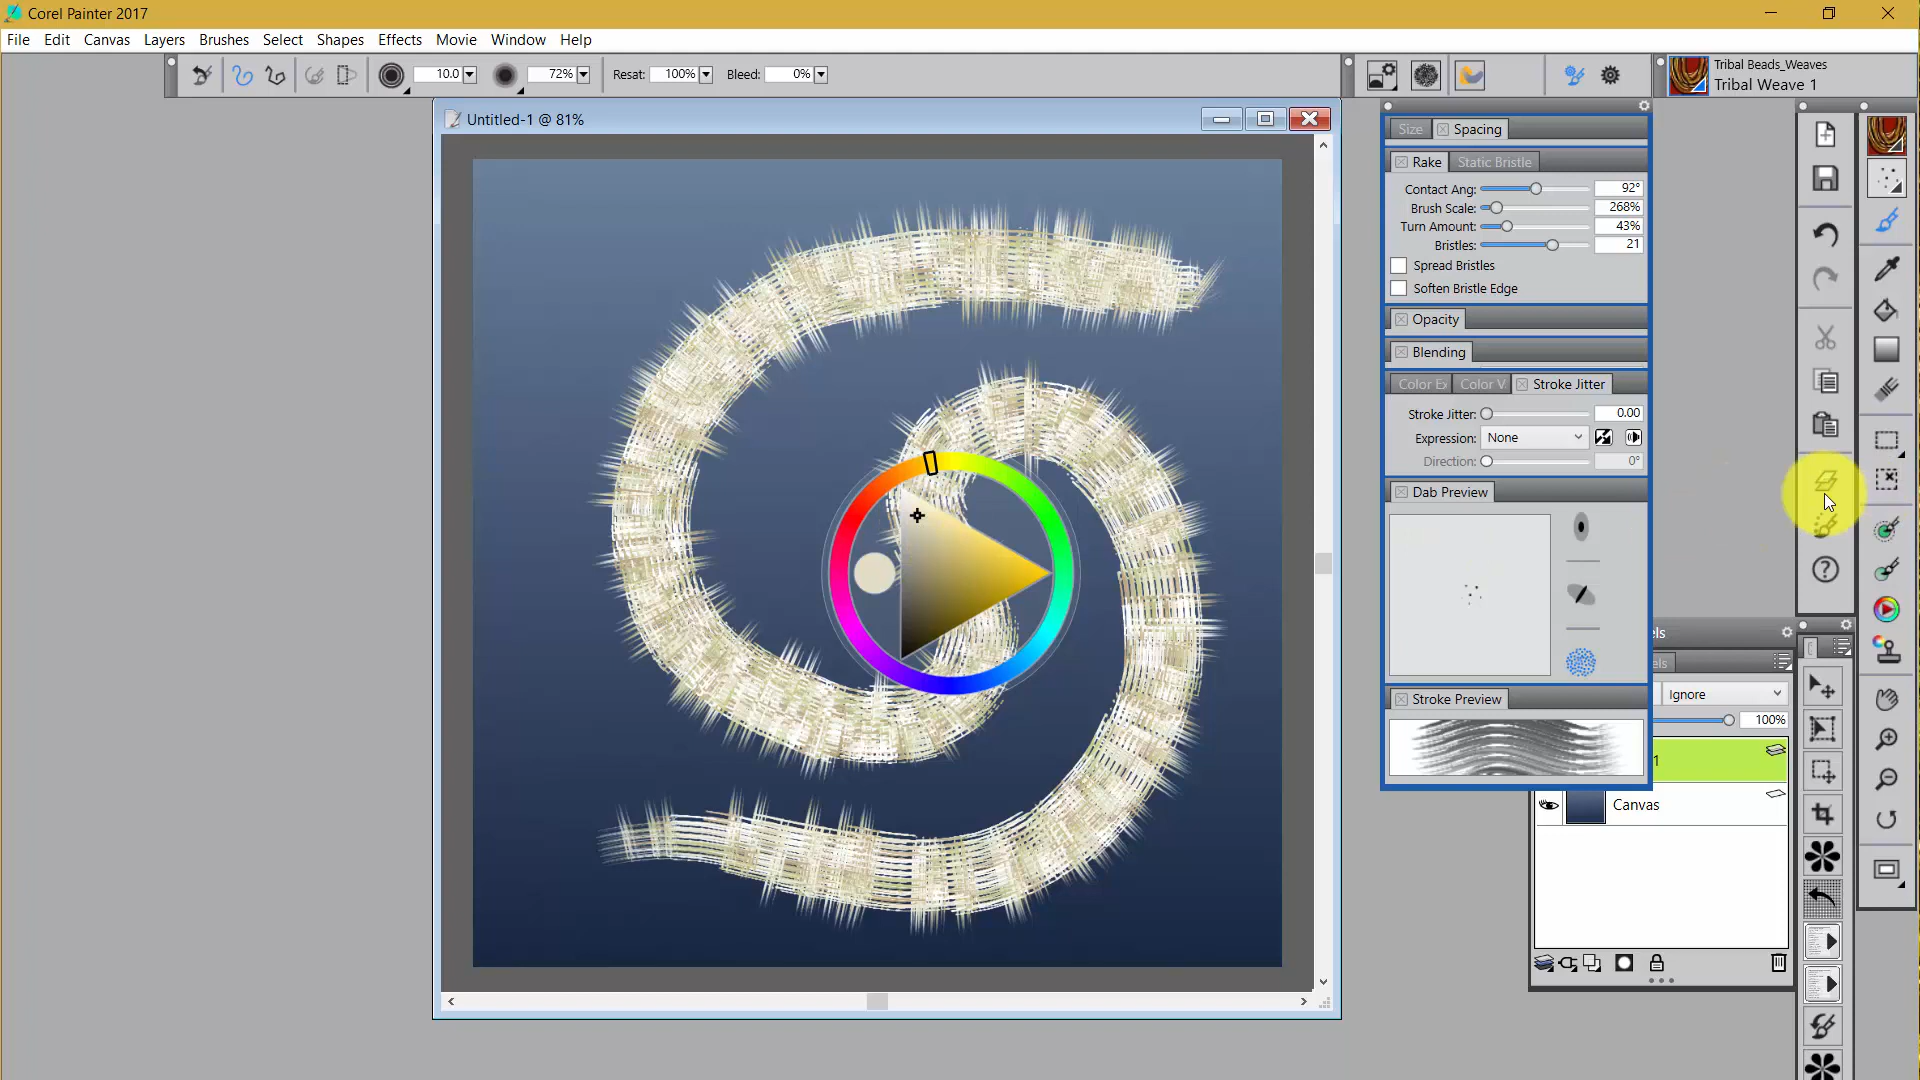 Corel Painter 2017
File Edit Canvas Layers Brushes Select Shapes Effects Movie Window Help
10.0 72% Resat: 100% Bleed: 0%
Tribal Beads_Weaves
Tribal Weave 1
Untitled-1 @ 81%
Size Spacing
Rake Static Bristle
Contact Ang: 92°
Brush Scale: 268%
Turn Amount: 43%
Bristles: 21
Spread Bristles
Soften Bristle Edge
Opacity
Blending
Color Ex Color V Stroke Jitter
Stroke Jitter: 0.00
Expression: None
Direction: 0°
Dab Preview
Stroke Preview
els
els
Ignore
100%
1
Canvas